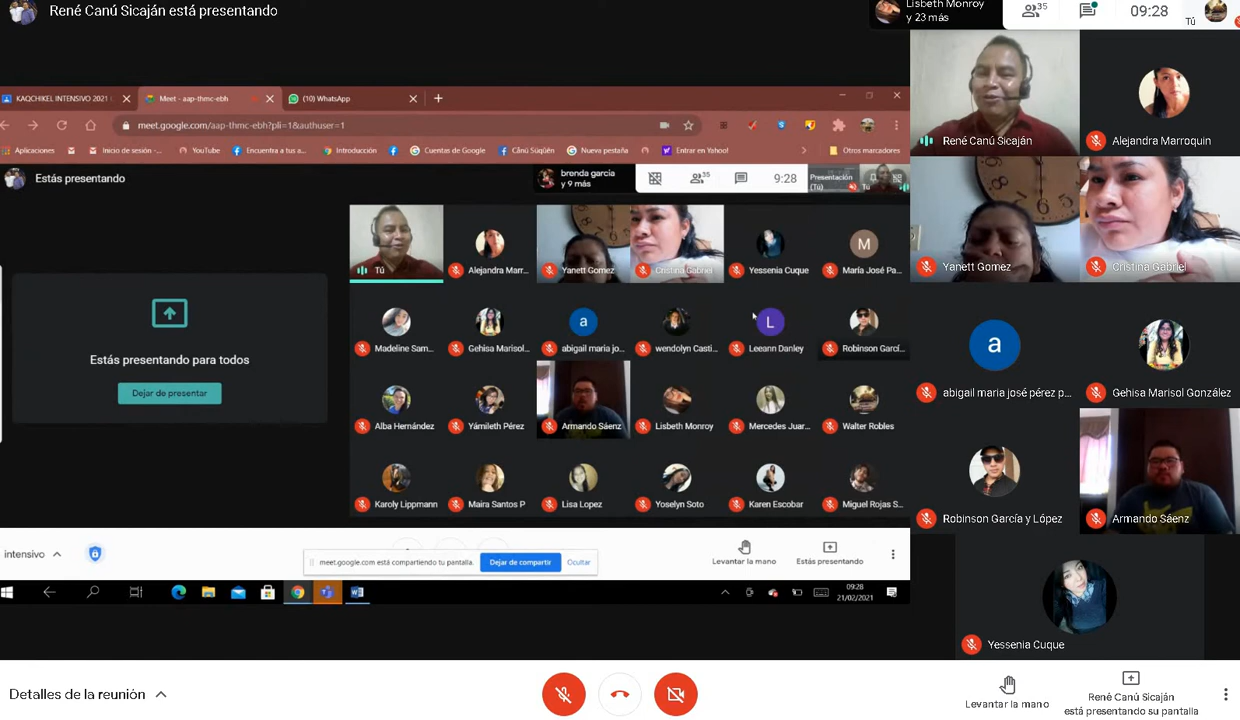 René Canú Sicaján está presentando
Lisbeth Monroy
y 23 más
35
09:28
Tú
KAQCHIKEL INTENSIVO 2021
Meet - aap-thmc-ebh
(10) WhatsApp
meet.google.com/aap-thmc-ebh?pli=1&authuser=1
Aplicaciones
Inicio de sesión -...
YouTube
Encuentra a tus a...
Introducción
Cuentas de Google
Cânú Súqûên
Nueva pestaña
Entrar en Yahoo!
Otros marcadores
Estás presentando
brenda garcia
y 9 más
35
9:28
Presentación
(Tú)
Tú
Estás presentando para todos
Dejar de presentar
Tú
Alejandra Marr...
Yanett Gomez
Cristina Gabriel
Yessenia Cuque
M
María José Pa...
Madeline Sam...
Gehisa Marisol...
a
abigail maria jo...
wendolyn Casti...
L
Leeann Danley
Robinson Garcí...
Alba Hernández
Yámileth Pérez
Armando Sáenz
Lisbeth Monroy
Mercedes Juar...
Walter Robles
Karoly Lippmann
Maira Santos P
Lisa Lopez
Yoselyn Soto
Karen Escobar
Miguel Rojas S...
intensivo
meet.google.com está compartiendo tu pantalla.
Dejar de compartir
Ocultar
Levantar la mano
Estás presentando
09:28
21/02/2021
René Canú Sicaján
Alejandra Marroquin
Yanett Gomez
Cristina Gabriel
a
abigail maria josé pérez p...
Gehisa Marisol González
Robinson García y López
Armando Sáenz
Yessenia Cuque
Detalles de la reunión
Levantar la mano
René Canú Sicaján
está presentando su pantalla